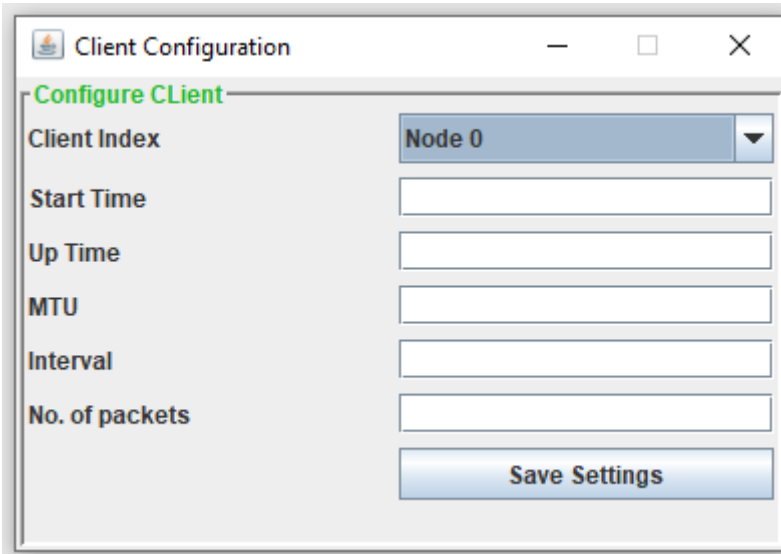 Client Configuration
Configure CLient
Client Index Node 0
Start Time
Up Time
MTU
Interval
No. of packets
Save Settings